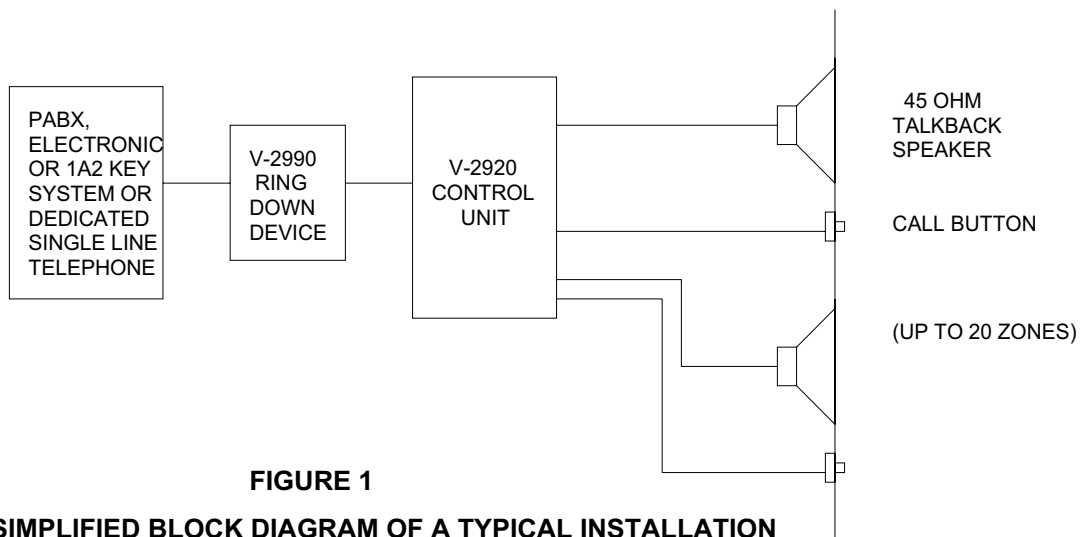 PABX,
ELECTRONIC
OR 1A2 KEY
SYSTEM OR
DEDICATED
SINGLE LINE
TELEPHONE
V-2990
RING
DOWN
DEVICE
V-2920
CONTROL
UNIT
45 OHM
TALKBACK
SPEAKER
CALL BUTTON
(UP TO 20 ZONES)
FIGURE 1
SIMPLIFIED BLOCK DIAGRAM OF A TYPICAL INSTALLATION